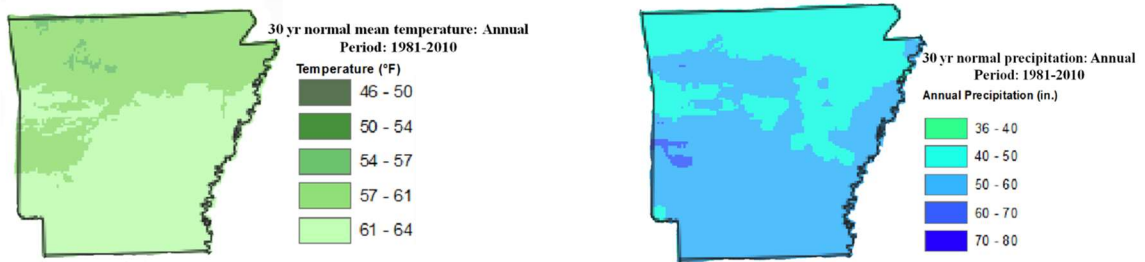 30 yr normal mean temperature: Annual
Period: 1981-2010
Temperature (°F)
46 - 50
50 - 54
54 - 57
57 - 61
61 - 64
30 yr normal precipitation: Annual
Period: 1981-2010
Annual Precipitation (in.)
36 - 40
40 - 50
50 - 60
60 - 70
70 - 80